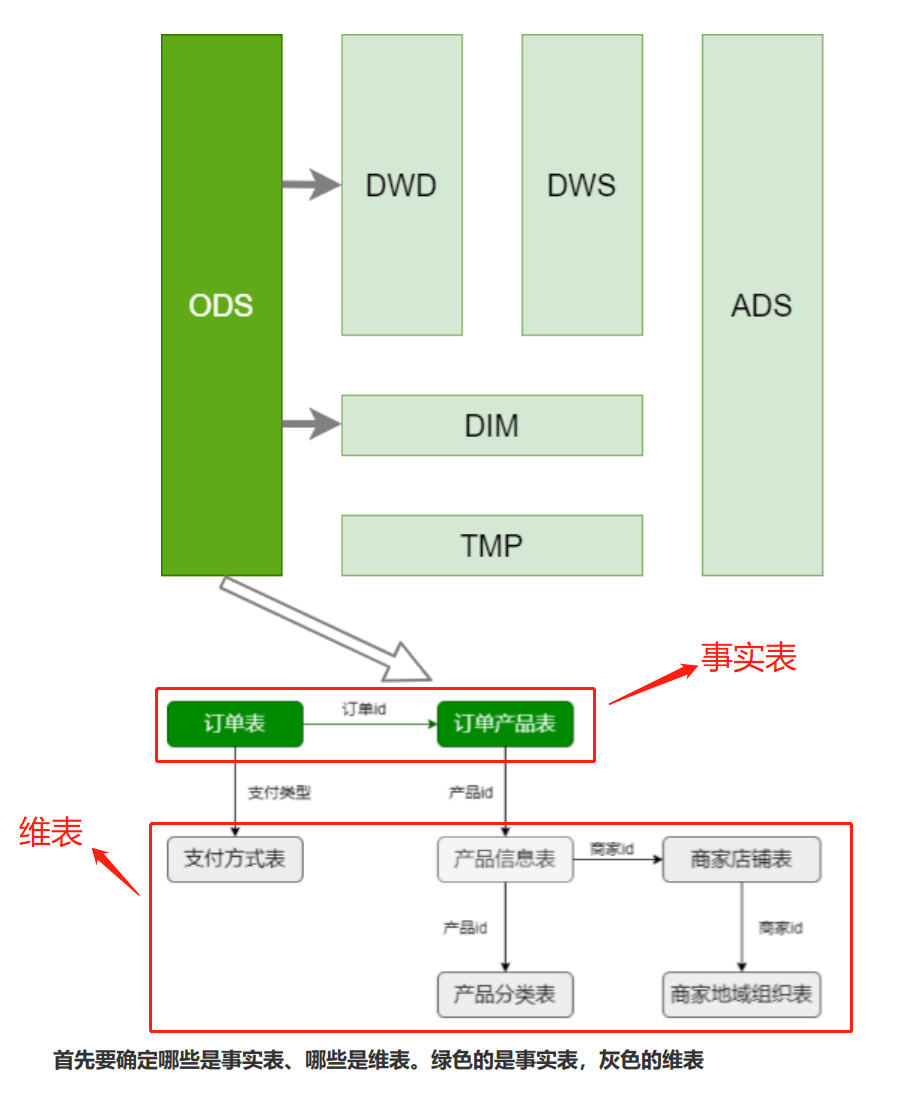 ODS
DWD
DWS
ADS
DIM
TMP
事实表
订单表
订单id
订单产品表
支付类型
产品id
维表
支付方式表
产品信息表
商家id
商家店铺表
产品id
商家id
产品分类表
商家地域组织表
首先要确定哪些是事实表、哪些是维表。绿色的是事实表，灰色的维表